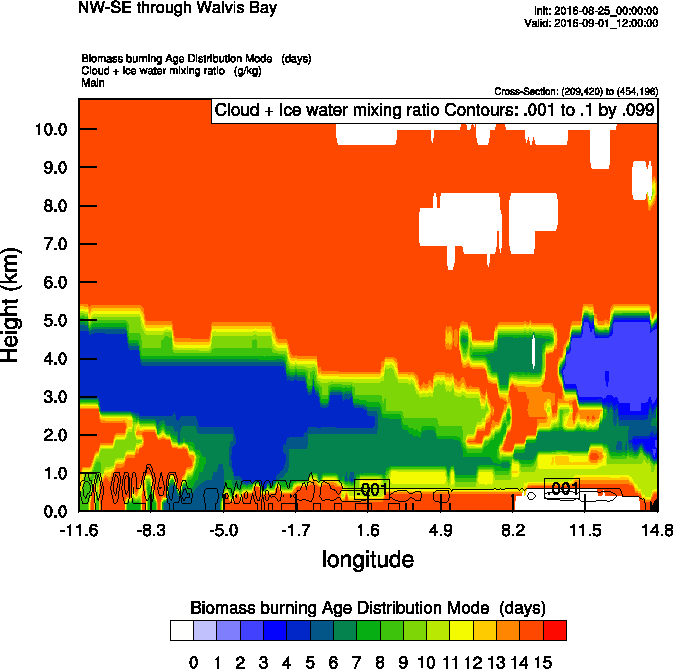 NW-SE through Walvis Bay
Init: 2016-08-25_00:00:00
Valid: 2016-09-01_12:00:00
Biomass burning Age Distribution Mode (days)
Cloud + Ice water mixing ratio (g/kg)
Main
Cross-Section: (209,420) to (454,196)
Cloud + Ice water mixing ratio Contours: .001 to .1 by .099
10.0
9.0
8.0
7.0
6.0
5.0
4.0
3.0
2.0
1.0
0.0
Height (km)
.001
.001
-11.6 -8.3 -5.0 -1.7 1.6 4.9 8.2 11.5 14.8
longitude
Biomass burning Age Distribution Mode (days)
0 1 2 3 4 5 6 7 8 9 10 11 12 13 14 15